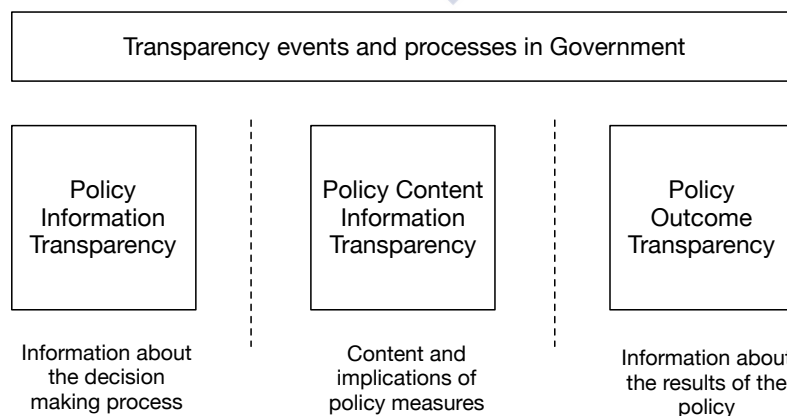 Transparency events and processes in Government
Policy
Information
Transparency
Policy Content
Information
Transparency
Policy
Outcome
Transparency
Information about
the decision
making process
Content and
implications of
policy measures
Information about
the results of the
policy